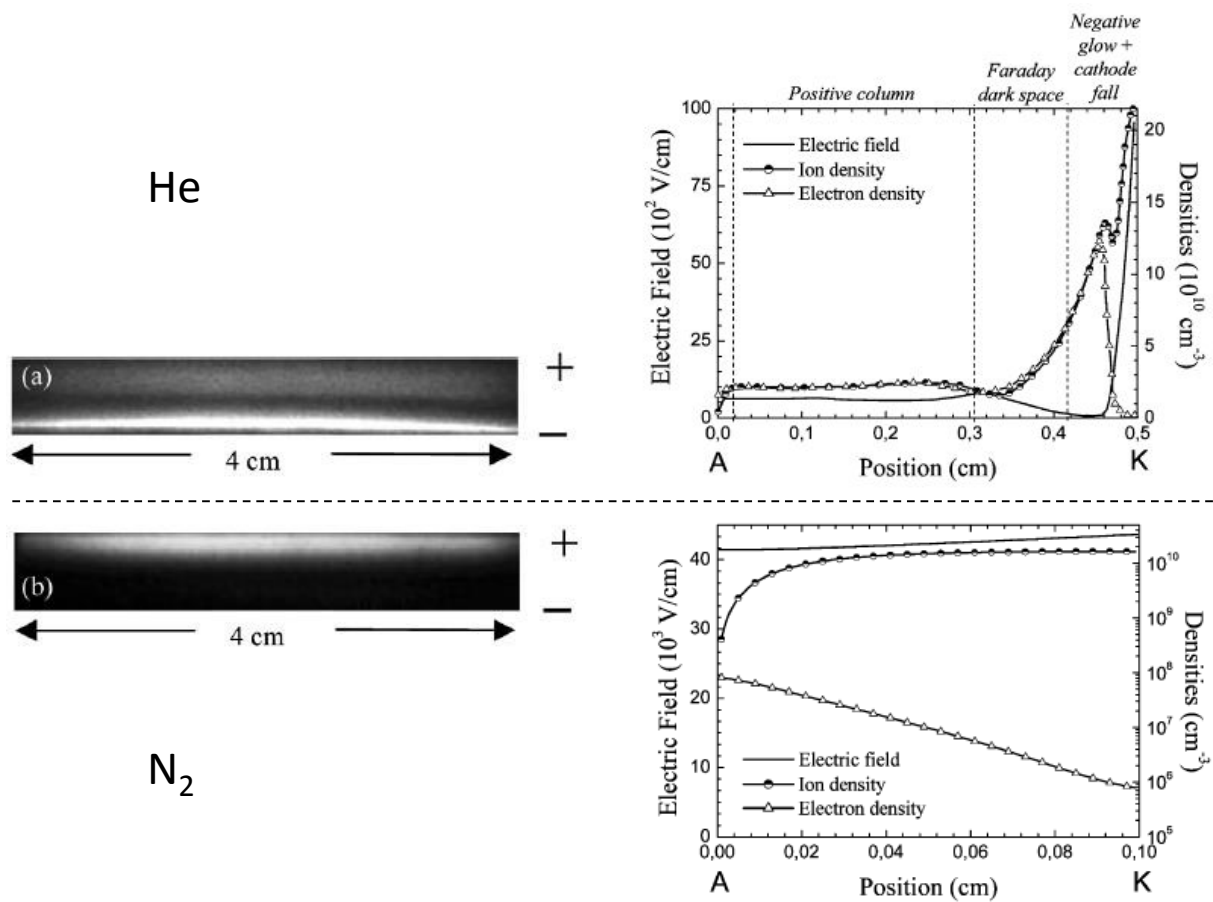 He
(a)
+
−
4 cm
Negative
glow +
cathode
fall
Faraday
dark space
Positive column
Electric Field (10² V/cm)
100
75
50
25
0
Electric field
Ion density
Electron density
Densities (10¹⁰ cm⁻³)
20
15
10
5
0
0,0 0,1 0,2 0,3 0,4 0,5
A K
Position (cm)
(b)
+
−
4 cm
N₂
Electric Field (10³ V/cm)
40
30
20
10
0
Electric field
Ion density
Electron density
Densities (cm⁻³)
10¹⁰
10⁹
10⁸
10⁷
10⁶
10⁵
0,00 0,02 0,04 0,06 0,08 0,10
A K
Position (cm)